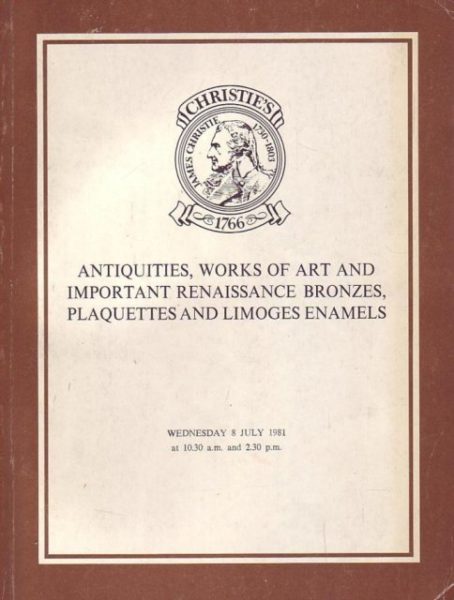 CHRISTIE'S
JAMES CHRISTIE 1730-1803
1766
ANTIQUITIES, WORKS OF ART AND
IMPORTANT RENAISSANCE BRONZES,
PLAQUETTES AND LIMOGES ENAMELS
WEDNESDAY 8 JULY 1981
at 10.30 a.m. and 2.30 p.m.